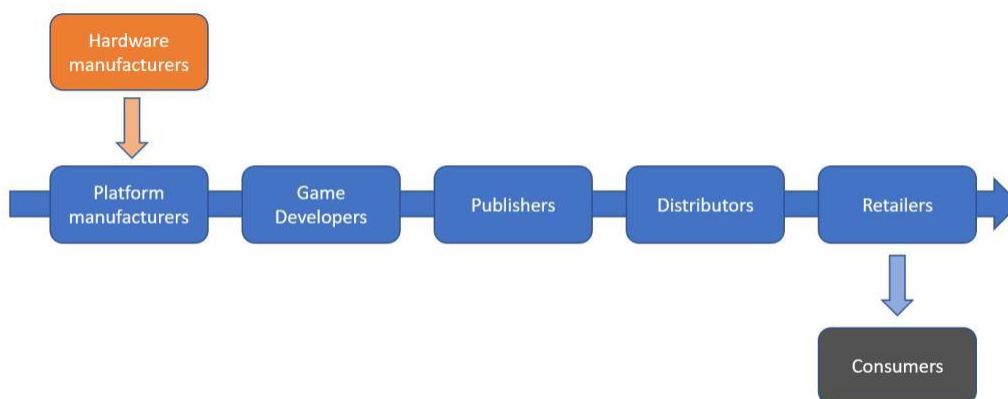 Hardware
manufacturers
Platform
manufacturers
Game
Developers
Publishers
Distributors
Retailers
Consumers